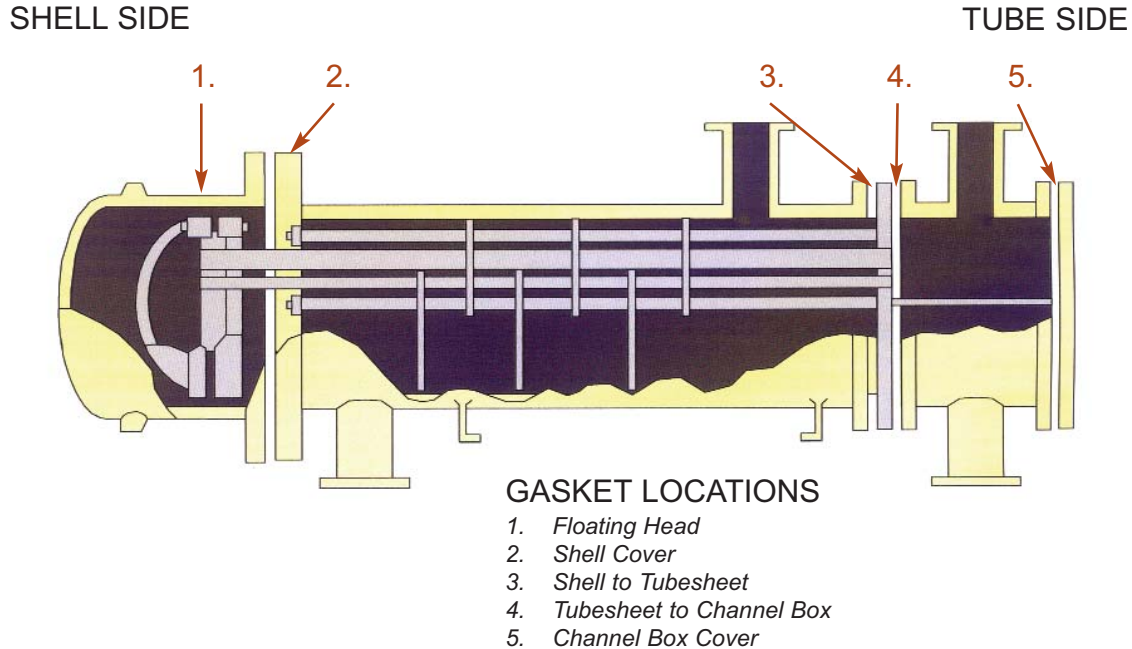 SHELL SIDE
TUBE SIDE
1.
2.
3.
4.
5.
GASKET LOCATIONS
1. Floating Head
2. Shell Cover
3. Shell to Tubesheet
4. Tubesheet to Channel Box
5. Channel Box Cover